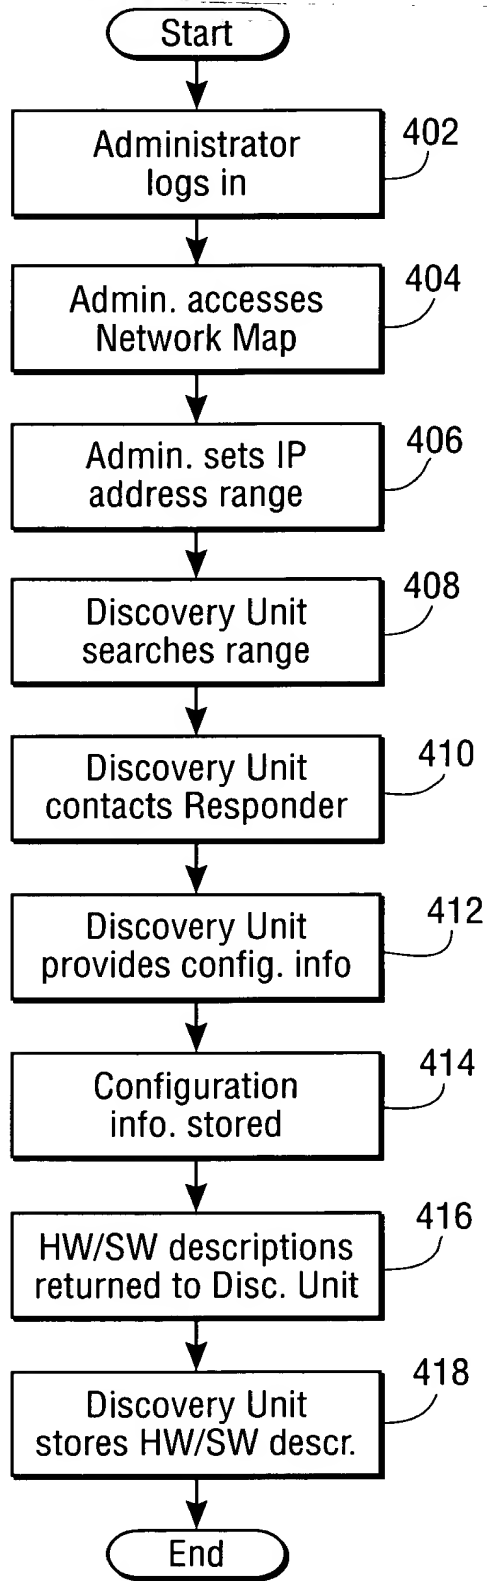 Start
Administrator
logs in
402
Admin. accesses
Network Map
404
Admin. sets IP
address range
406
Discovery Unit
searches range
408
Discovery Unit
contacts Responder
410
Discovery Unit
provides config. info
412
Configuration
info. stored
414
HW/SW descriptions
returned to Disc. Unit
416
Discovery Unit
stores HW/SW descr.
418
End